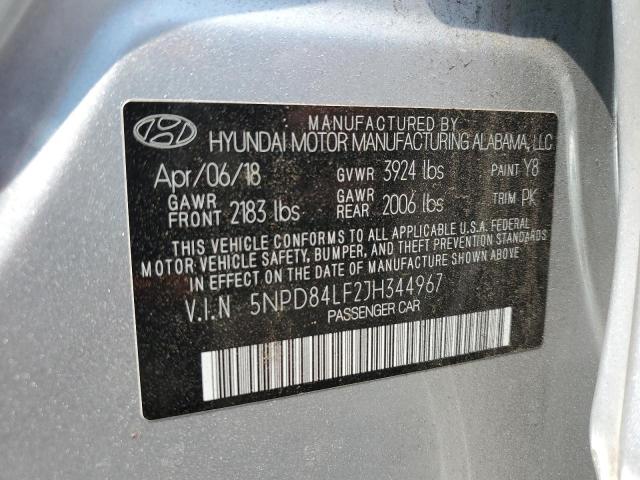 MANUFACTURED BY
HYUNDAI MOTOR MANUFACTURING ALABAMA, LLC
Apr/06/18 GVWR 3924 lbs PAINT Y8
GAWR FRONT 2183 lbs GAWR REAR 2006 lbs TRIM PK
THIS VEHICLE CONFORMS TO ALL APPLICABLE U.S.A. FEDERAL
MOTOR VEHICLE SAFETY, BUMPER, AND THEFT PREVENTION STANDARDS
IN EFFECT ON THE DATE OF MANUFACTURE SHOWN ABOVE.
V.I.N 5NPD84LF2JH344967
PASSENGER CAR